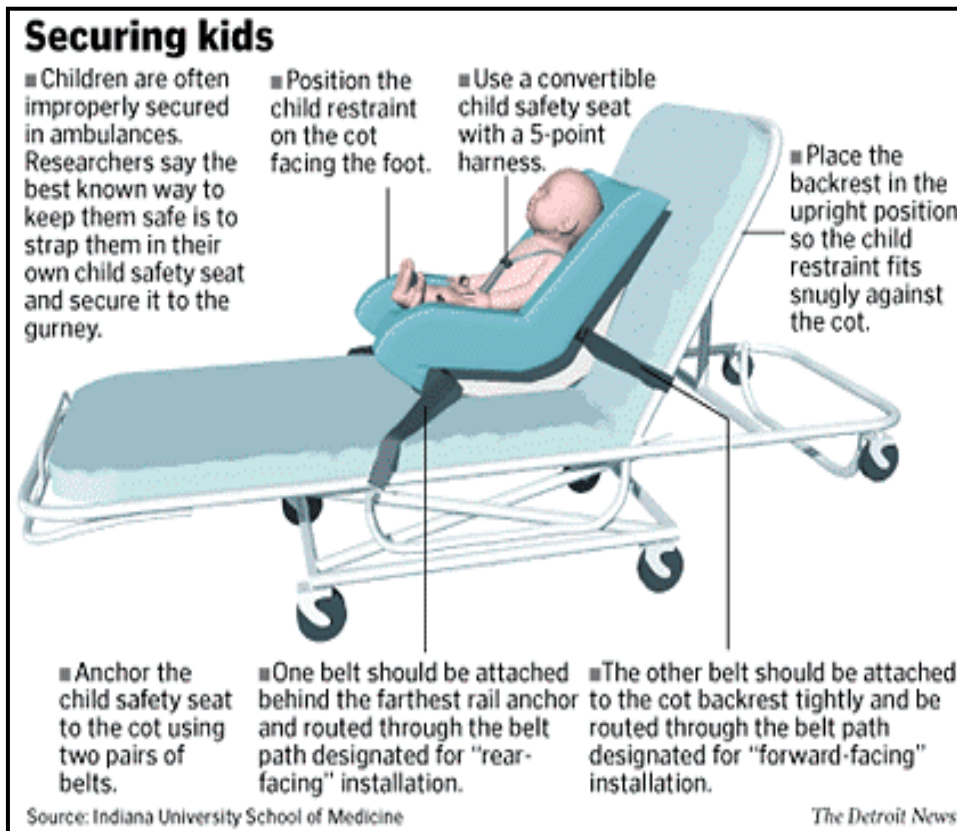 Securing kids
■ Children are often
improperly secured
in ambulances.
Researchers say the
best known way to
keep them safe is to
strap them in their
own child safety seat
and secure it to the
gurney.
■ Position the
child restraint
on the cot
facing the foot.
■ Use a convertible
child safety seat
with a 5-point
harness.
■ Place the
backrest in the
upright position
so the child
restraint fits
snugly against
the cot.
■ Anchor the
child safety seat
to the cot using
two pairs of
belts.
■ One belt should be attached
behind the farthest rail anchor
and routed through the belt
path designated for “rear-
facing” installation.
■ The other belt should be attached
to the cot backrest tightly and be
routed through the belt path
designated for “forward-facing”
installation.
Source: Indiana University School of Medicine
The Detroit News